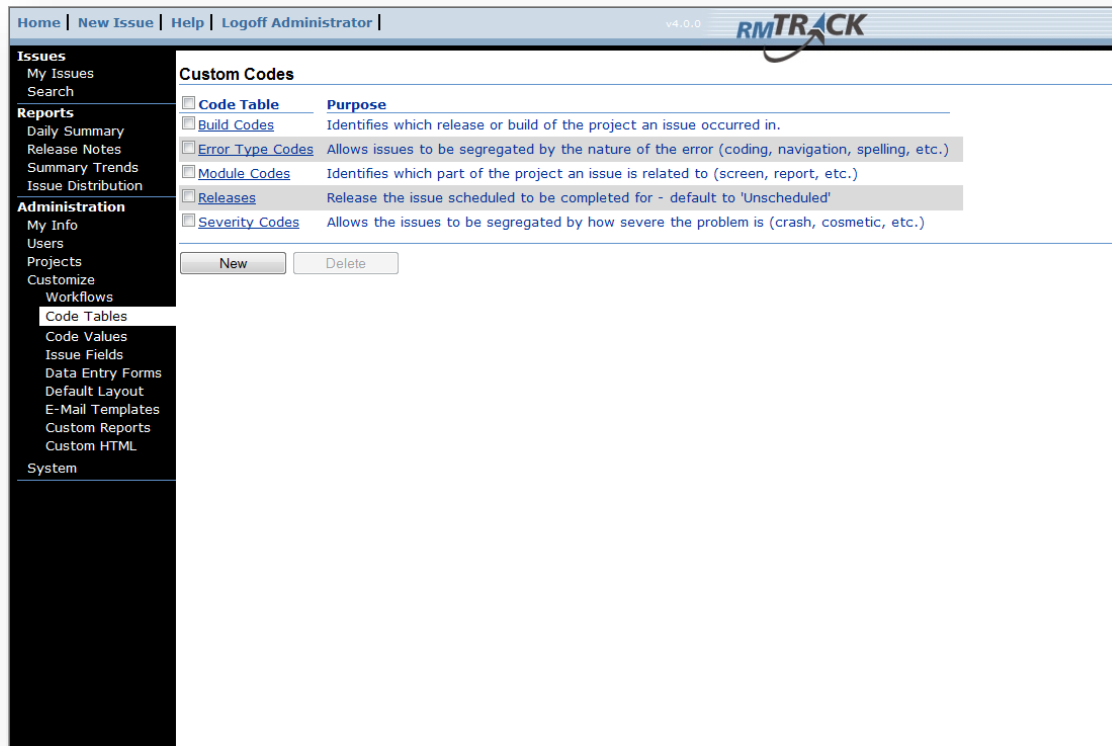 Home | New Issue | Help | Logoff Administrator |
v4.0.0
RMTRACK
Issues
My Issues
Search
Reports
Daily Summary
Release Notes
Summary Trends
Issue Distribution
Administration
My Info
Users
Projects
Customize
Workflows
Code Tables
Code Values
Issue Fields
Data Entry Forms
Default Layout
E-Mail Templates
Custom Reports
Custom HTML
System
Custom Codes
Code Table Purpose
Build Codes Identifies which release or build of the project an issue occurred in.
Error Type Codes Allows issues to be segregated by the nature of the error (coding, navigation, spelling, etc.)
Module Codes Identifies which part of the project an issue is related to (screen, report, etc.)
Releases Release the issue scheduled to be completed for - default to 'Unscheduled'
Severity Codes Allows the issues to be segregated by how severe the problem is (crash, cosmetic, etc.)
New Delete